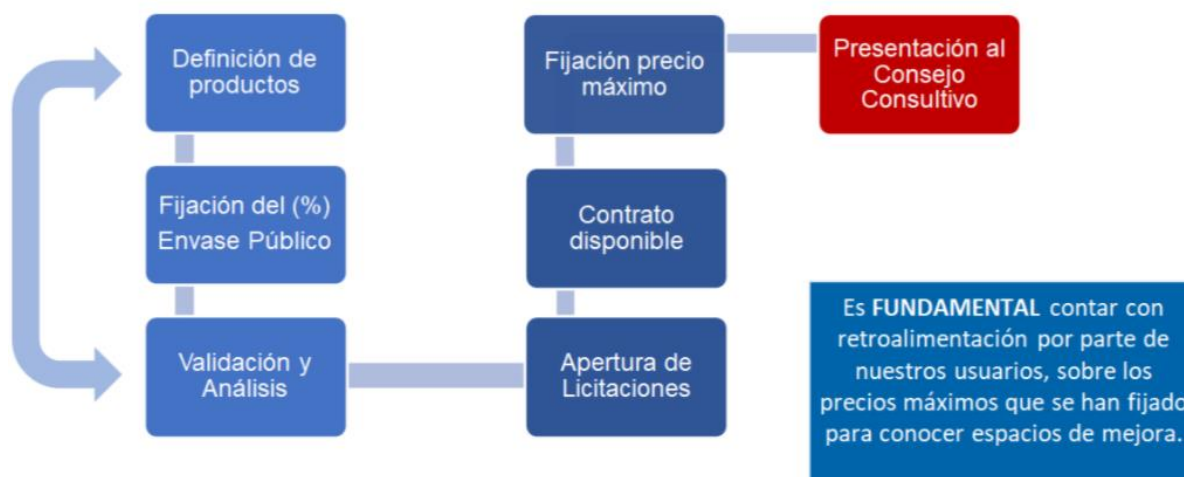 Definición de
productos
Fijación del (%)
Envase Público
Validación y
Análisis
Apertura de
Licitaciones
Contrato
disponible
Fijación precio
máximo
Presentación al
Consejo
Consultivo
Es FUNDAMENTAL contar con
retroalimentación por parte de
nuestros usuarios, sobre los
precios máximos que se han fijado
para conocer espacios de mejora.